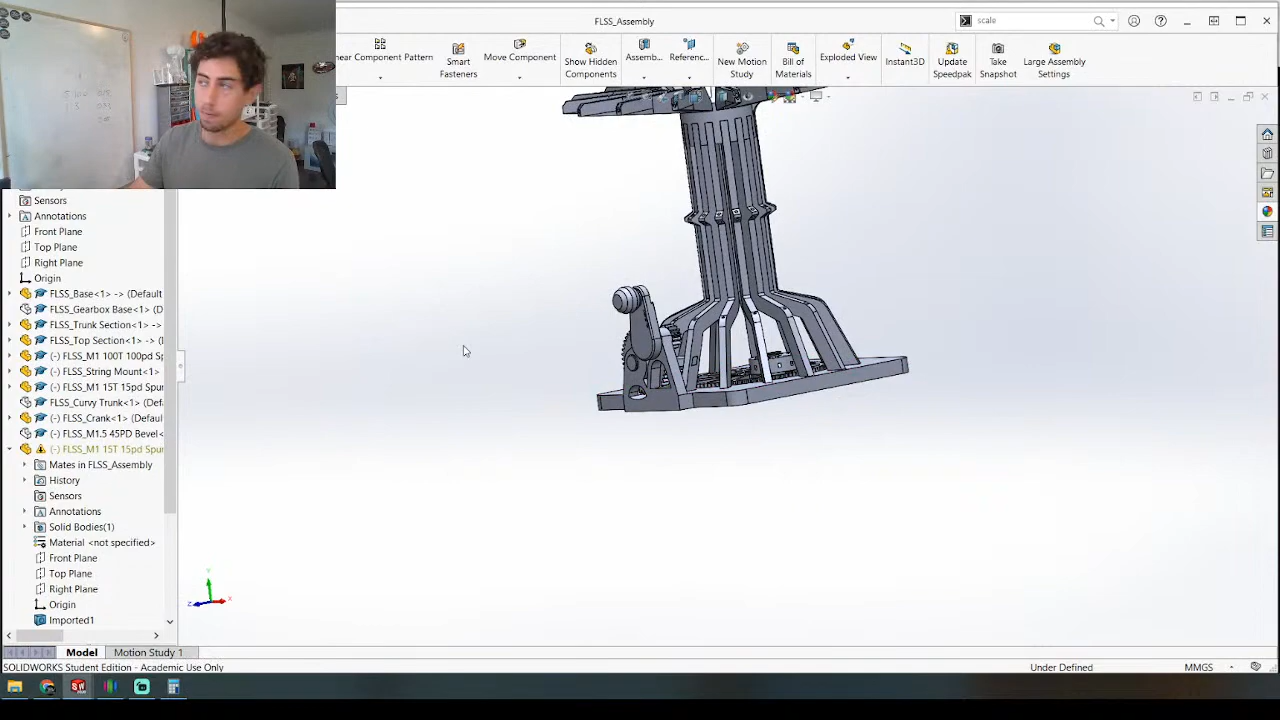 FLSS_Assembly
scale
near Component Pattern
Smart Fasteners
Move Component
Show Hidden Components
Assemb...
Referenc...
New Motion Study
Bill of Materials
Exploded View
Instant3D
Update Speedpak
Take Snapshot
Large Assembly Settings
Sensors
Annotations
Front Plane
Top Plane
Right Plane
Origin
FLSS_Base<1> -> (Default
FLSS_Gearbox Base<1> (D
FLSS_Trunk Section<1> ->
FLSS_Top Section<1> ->
(-) FLSS_M1 100T 100pd Sp
FLSS_String Mount<1>
(-) FLSS_M1 15T 15pd Spur
FLSS_Curvy Trunk<1> (De
(-) FLSS_Crank<1> (Defau
(-) FLSS_M1.5 45PD Bevel<
(-) FLSS_M1 15T 15pd Spur
Mates in FLSS_Assembly
History
Sensors
Annotations
Solid Bodies(1)
Material <not specified>
Front Plane
Top Plane
Right Plane
Origin
Imported1
Y
Z
X
Model
Motion Study 1
SOLIDWORKS Student Edition - Academic Use Only
Under Defined
MMGS